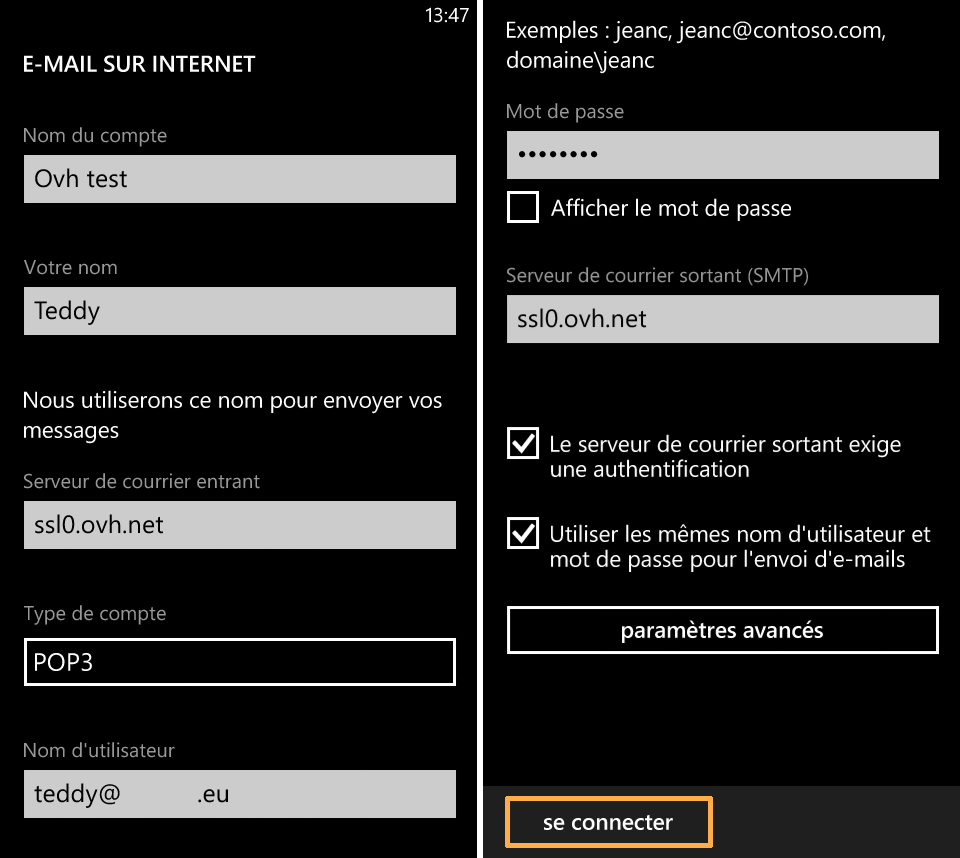 13:47
E-MAIL SUR INTERNET
Nom du compte
Ovh test
Votre nom
Teddy
Nous utiliserons ce nom pour envoyer vos
messages
Serveur de courrier entrant
ssl0.ovh.net
Type de compte
POP3
Nom d'utilisateur
teddy@ .eu
Exemples : jeanc, jeanc@contoso.com,
domaine\jeanc
Mot de passe
••••••••
Afficher le mot de passe
Serveur de courrier sortant (SMTP)
ssl0.ovh.net
Le serveur de courrier sortant exige
une authentification
Utiliser les mêmes nom d'utilisateur et
mot de passe pour l'envoi d'e-mails
paramètres avancés
se connecter